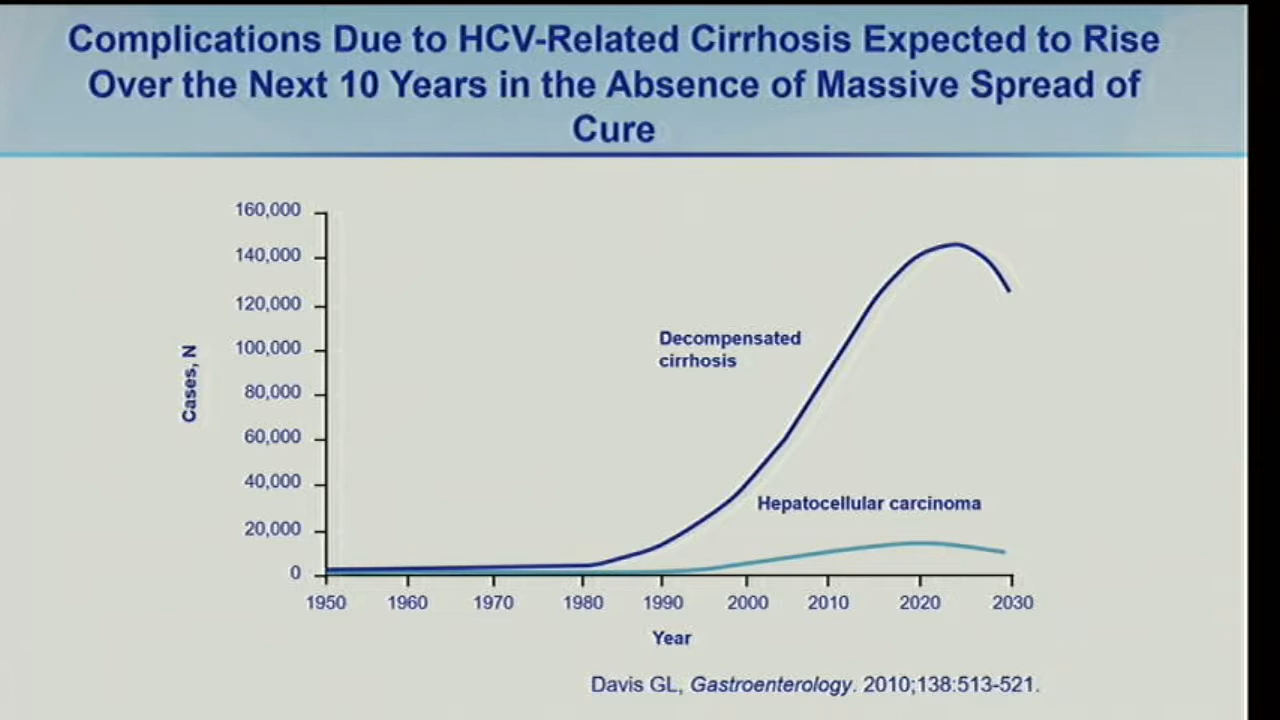 Complications Due to HCV-Related Cirrhosis Expected to Rise
Over the Next 10 Years in the Absence of Massive Spread of
Cure
160,000
140,000
120,000
100,000
80,000
60,000
40,000
20,000
0
Cases, N
Decompensated
cirrhosis
Hepatocellular carcinoma
1950 1960 1970 1980 1990 2000 2010 2020 2030
Year
Davis GL, Gastroenterology. 2010;138:513-521.